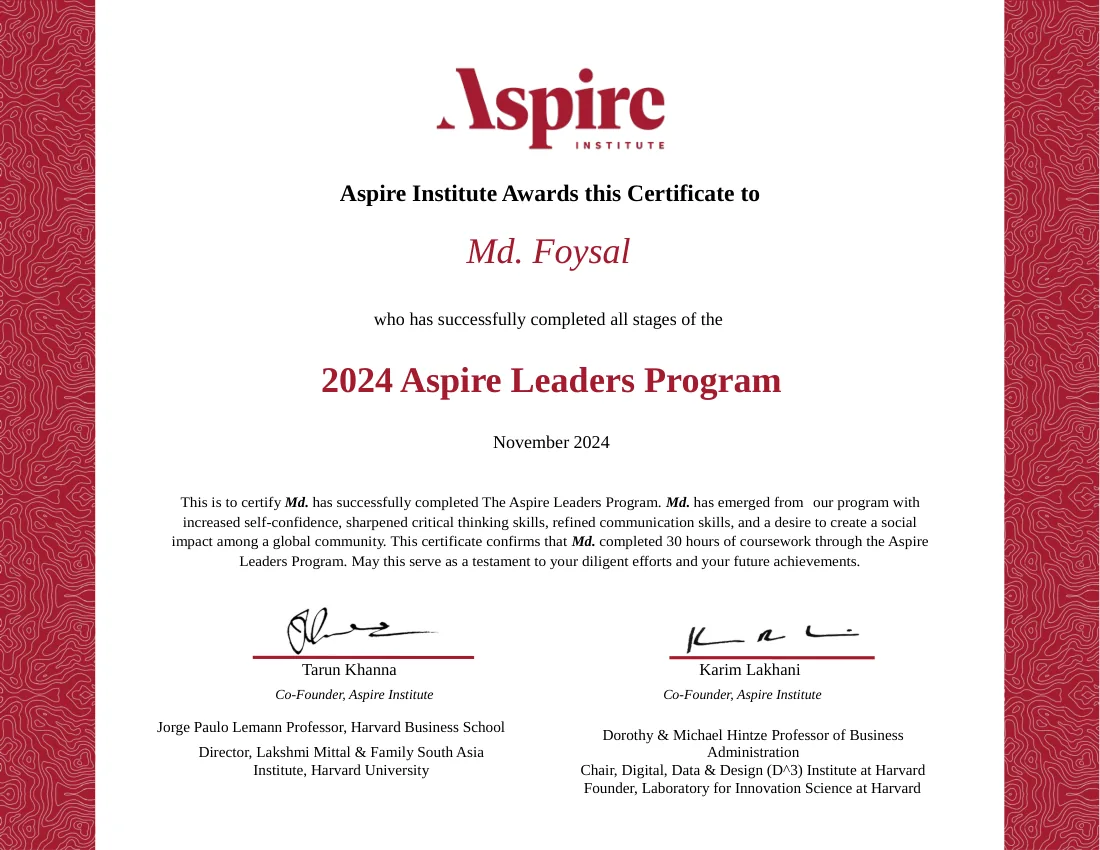 Aspire
INSTITUTE
Aspire Institute Awards this Certificate to
Md. Foysal
who has successfully completed all stages of the
2024 Aspire Leaders Program
November 2024
This is to certify Md. has successfully completed The Aspire Leaders Program. Md. has emerged from our program with
increased self-confidence, sharpened critical thinking skills, refined communication skills, and a desire to create a social
impact among a global community. This certificate confirms that Md. completed 30 hours of coursework through the Aspire
Leaders Program. May this serve as a testament to your diligent efforts and your future achievements.
Tarun Khanna
Co-Founder, Aspire Institute
Jorge Paulo Lemann Professor, Harvard Business School
Director, Lakshmi Mittal & Family South Asia
Institute, Harvard University
Karim Lakhani
Co-Founder, Aspire Institute
Dorothy & Michael Hintze Professor of Business
Administration
Chair, Digital, Data & Design (D^3) Institute at Harvard
Founder, Laboratory for Innovation Science at Harvard